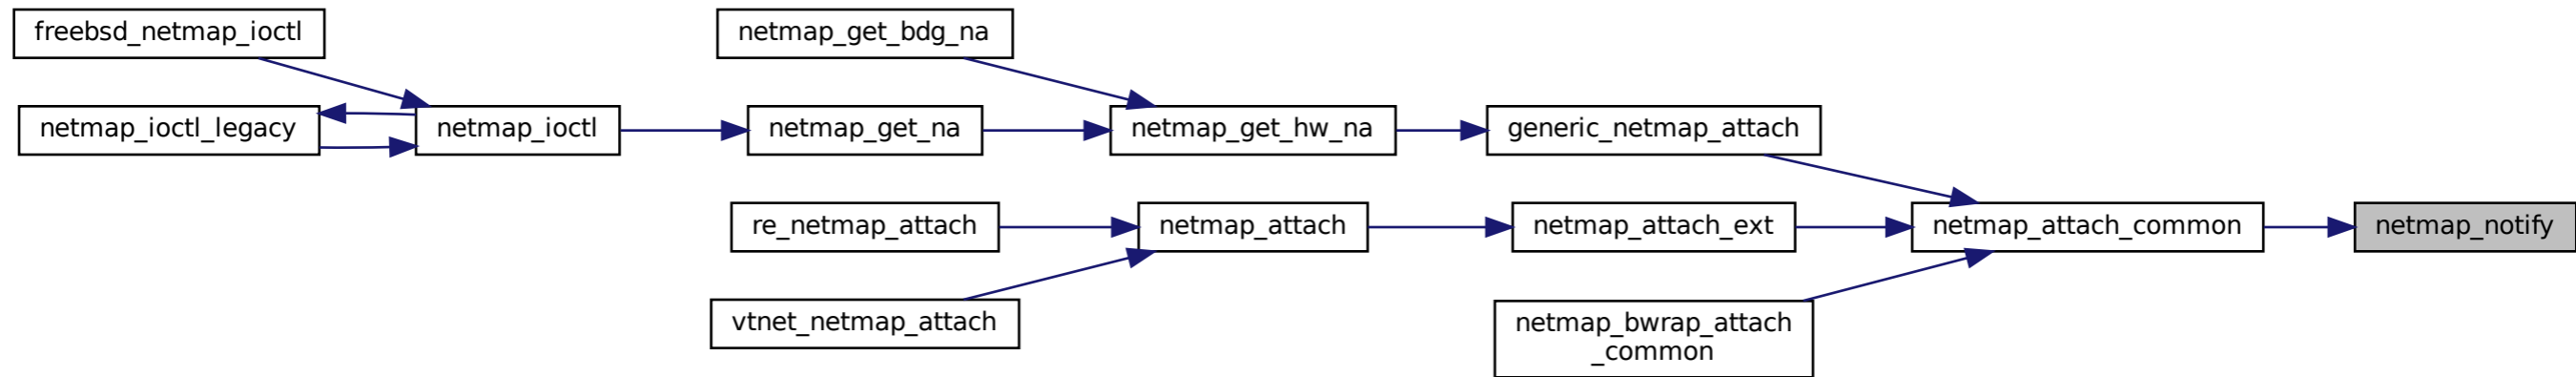 freebsd_netmap_ioctl
netmap_get_bdg_na
netmap_ioctl_legacy
netmap_ioctl
netmap_get_na
netmap_get_hw_na
generic_netmap_attach
re_netmap_attach
netmap_attach
netmap_attach_ext
netmap_attach_common
netmap_notify
vtnet_netmap_attach
netmap_bwrap_attach
_common